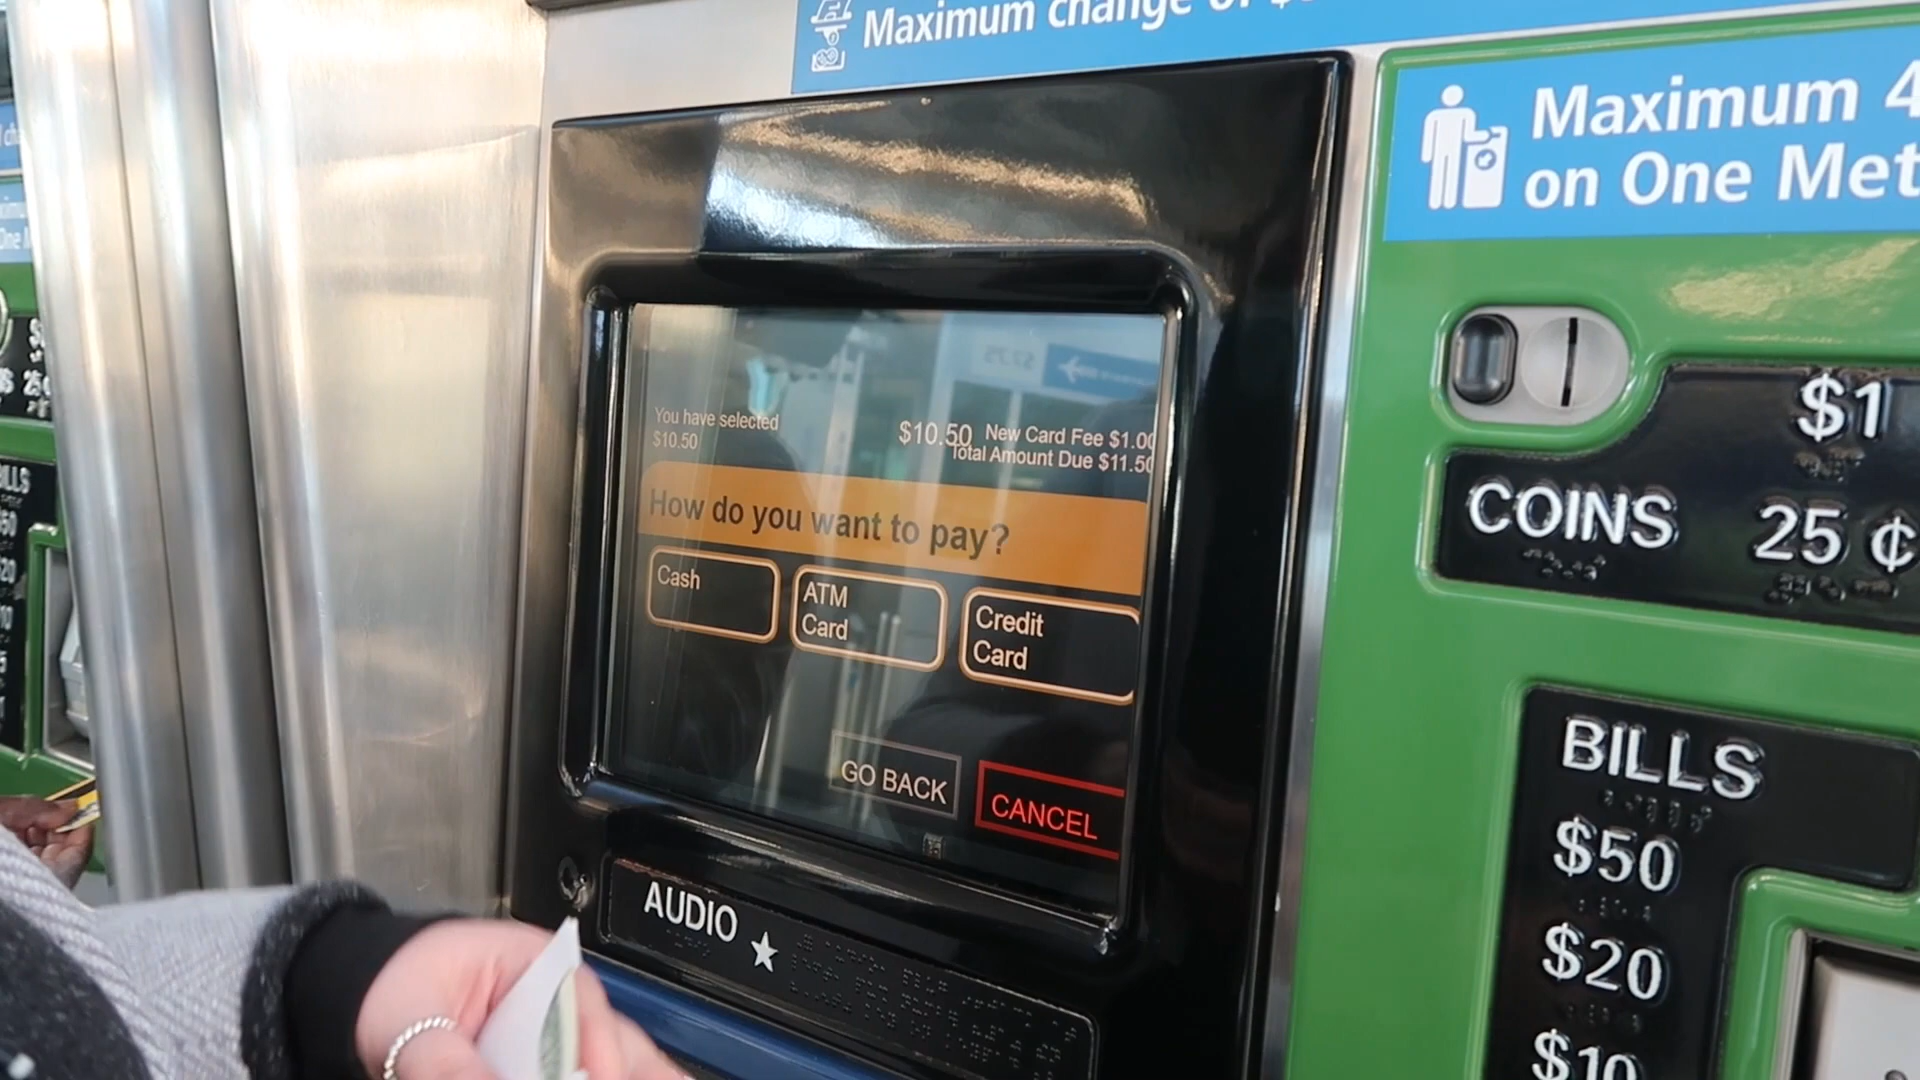 Maximum change of
Maximum 4
on One Met
You have selected
$10.50
$10.50 New Card Fee $1.00
Total Amount Due $11.50
How do you want to pay?
Cash
ATM
Card
Credit
Card
GO BACK
CANCEL
AUDIO
$1
COINS 25 ¢
BILLS
$50
$20
$10